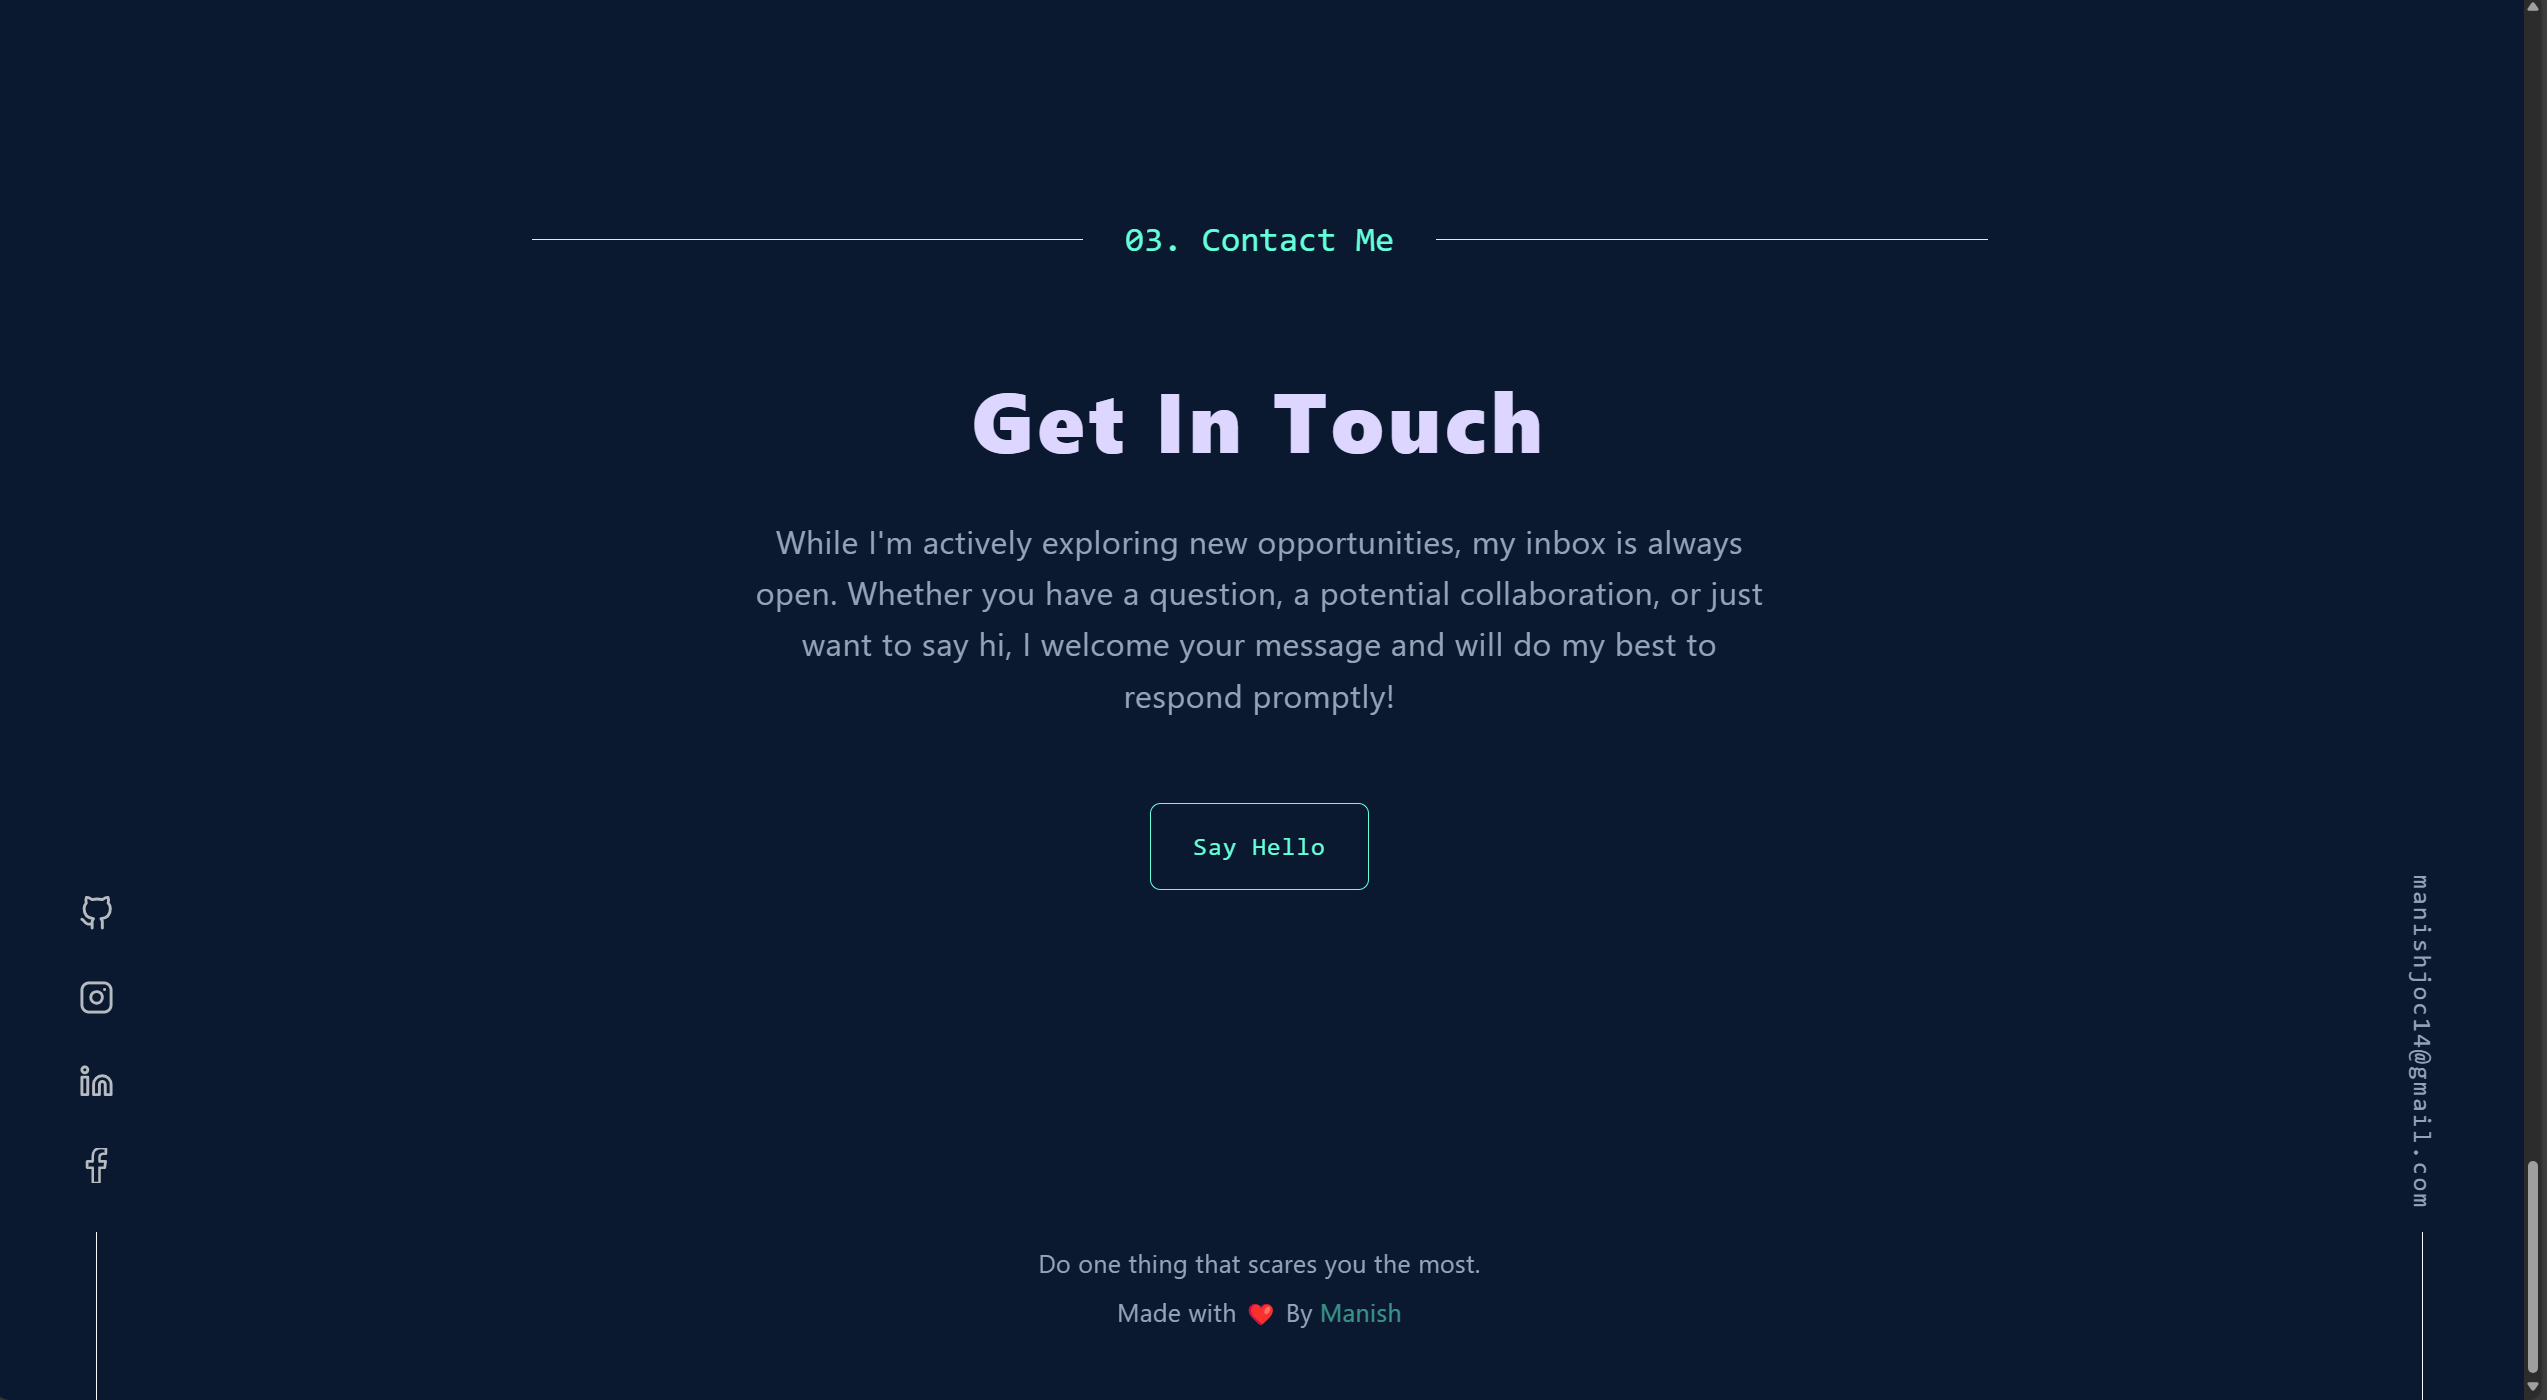 03. Contact Me
Get In Touch
While I'm actively exploring new opportunities, my inbox is always
open. Whether you have a question, a potential collaboration, or just
want to say hi, I welcome your message and will do my best to
respond promptly!
Say Hello
manishjoc14@gmail.com
Do one thing that scares you the most.
Made with ❤️ By Manish